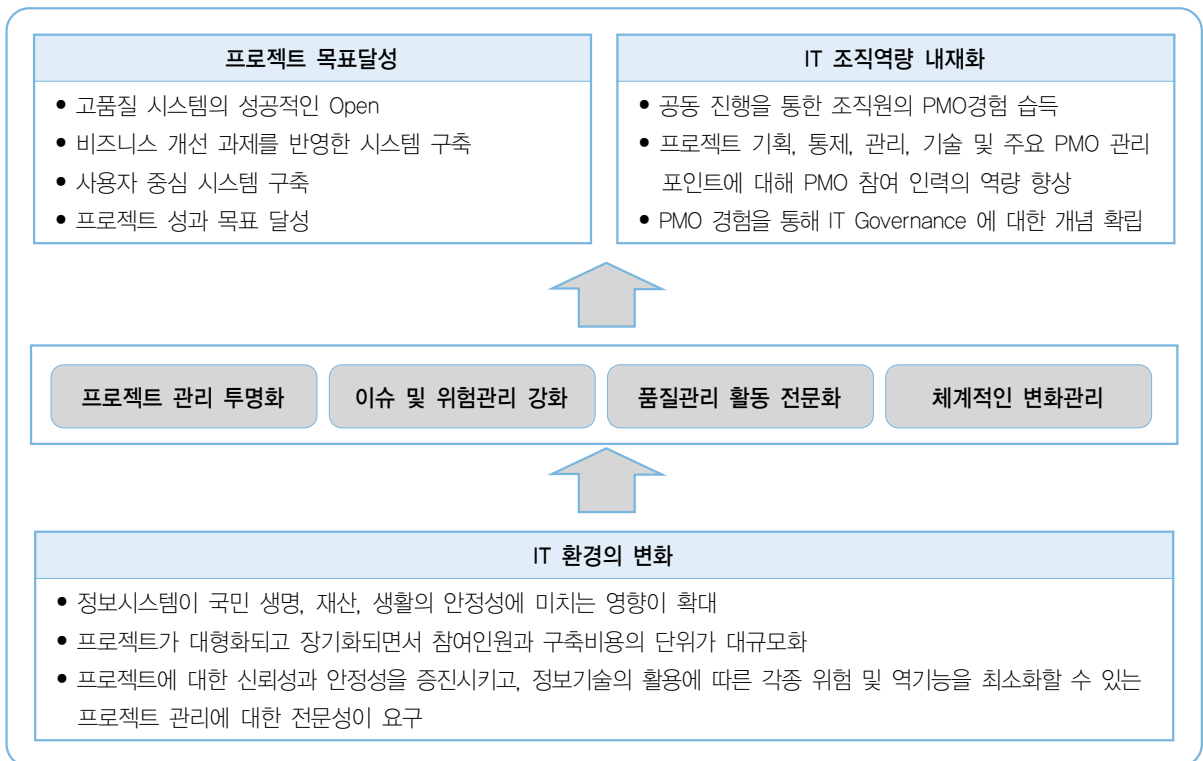 프로젝트 목표달성
• 고품질 시스템의 성공적인 Open
• 비즈니스 개선 과제를 반영한 시스템 구축
• 사용자 중심 시스템 구축
• 프로젝트 성과 목표 달성
IT 조직역량 내재화
• 공동 진행을 통한 조직원의 PMO경험 습득
• 프로젝트 기획, 통제, 관리, 기술 및 주요 PMO 관리
포인트에 대해 PMO 참여 인력의 역량 향상
• PMO 경험을 통해 IT Governance 에 대한 개념 확립
프로젝트 관리 투명화
이슈 및 위험관리 강화
품질관리 활동 전문화
체계적인 변화관리
IT 환경의 변화
• 정보시스템이 국민 생명, 재산, 생활의 안정성에 미치는 영향이 확대
• 프로젝트가 대형화되고 장기화되면서 참여인원과 구축비용의 단위가 대규모화
• 프로젝트에 대한 신뢰성과 안정성을 증진시키고, 정보기술의 활용에 따른 각종 위험 및 역기능을 최소화할 수 있는
프로젝트 관리에 대한 전문성이 요구